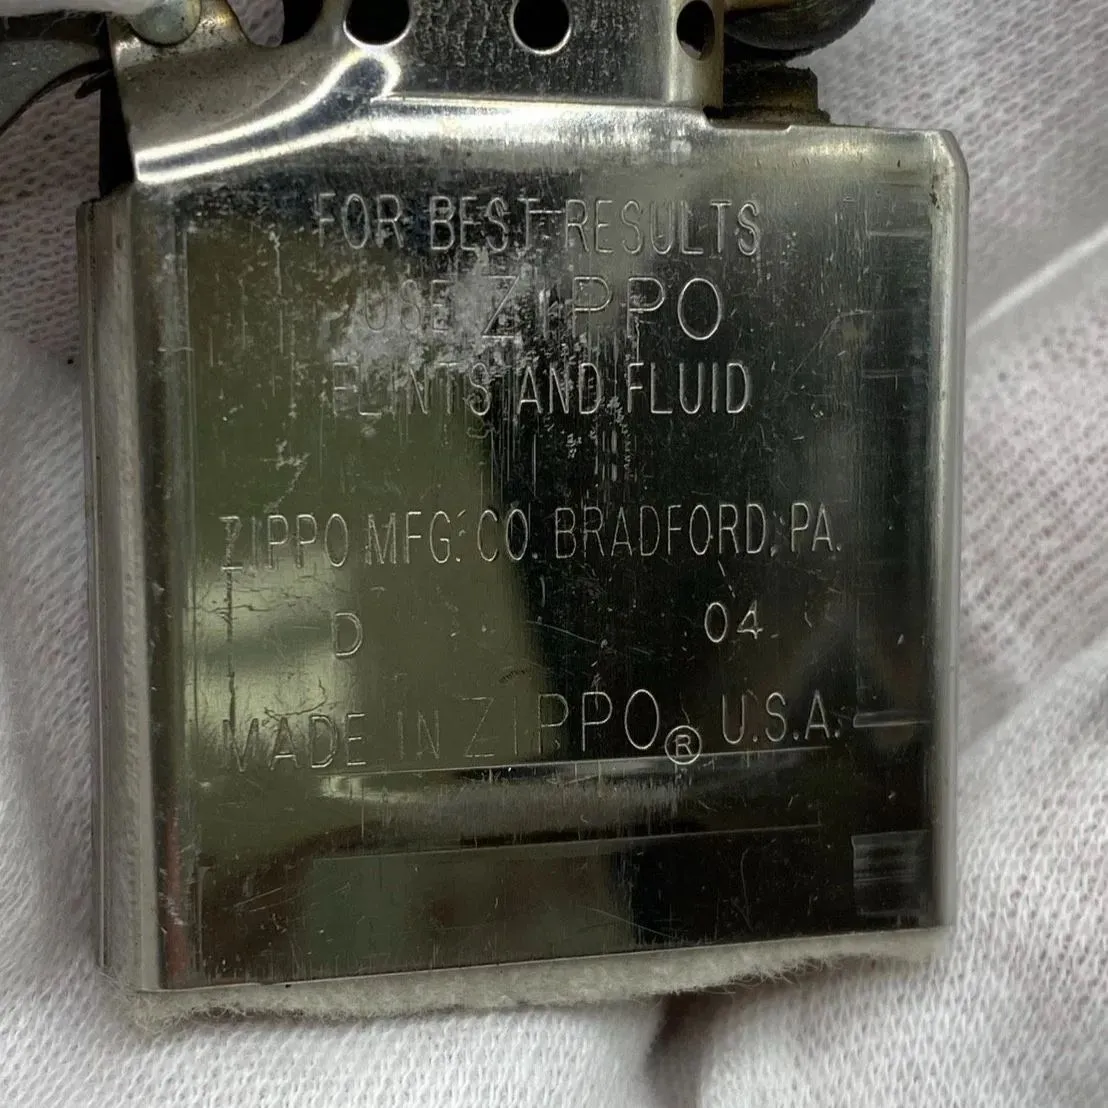 FOR BEST RESULTS
USE ZIPPO
FLINTS AND FLUID
ZIPPO MFG. CO. BRADFORD, PA.
D 04
MADE IN ZIPPO® U.S.A.